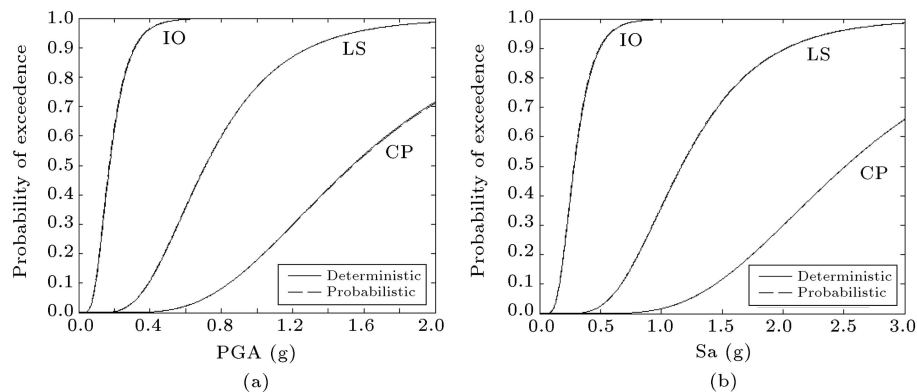 1.0
0.9
0.8
0.7
0.6
0.5
0.4
0.3
0.2
0.1
0.0
Probability of exceedence
IO
LS
CP
Deterministic
Probabilistic
0.0 0.4 0.8 1.2 1.6 2.0
PGA (g)
(a)
1.0
0.9
0.8
0.7
0.6
0.5
0.4
0.3
0.2
0.1
0.0
Probability of exceedence
IO
LS
CP
Deterministic
Probabilistic
0.0 0.5 1.0 1.5 2.0 2.5 3.0
Sa (g)
(b)